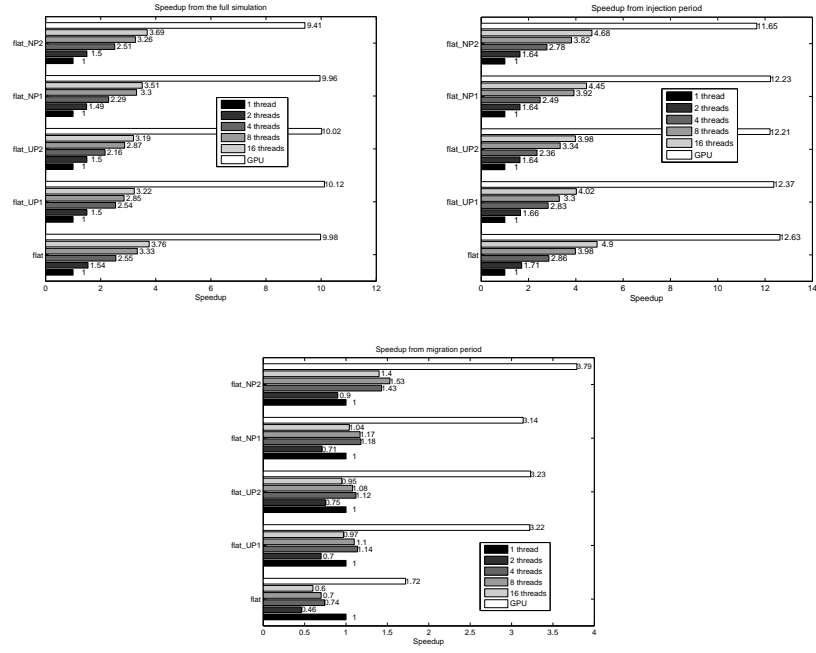 Speedup from the full simulation
flat_NP2
9.41
3.69
3.26
2.51
1.5
1
flat_NP1
9.96
3.51
3.3
2.29
1.49
1
flat_UP2
10.02
3.19
2.87
2.16
1.5
1
flat_UP1
10.12
3.22
2.85
2.54
1.5
1
flat
9.98
3.76
3.33
2.55
1.54
1
1 thread
2 threads
4 threads
8 threads
16 threads
GPU
0 2 4 6 8 10 12
Speedup
Speedup from injection period
flat_NP2
11.65
4.68
3.82
2.78
1.64
1
flat_NP1
12.23
4.45
3.92
2.49
1.64
1
flat_UP2
12.21
3.98
3.34
2.36
1.64
1
flat_UP1
12.37
4.02
3.3
2.83
1.66
1
flat
12.63
4.9
3.98
2.86
1.71
1
1 thread
2 threads
4 threads
8 threads
16 threads
GPU
0 2 4 6 8 10 12 14
Speedup
Speedup from migration period
flat_NP2
3.79
1.4
1.53
1.43
0.9
1
flat_NP1
3.14
1.04
1.17
1.18
0.71
1
flat_UP2
3.23
0.95
1.08
1.12
0.75
1
flat_UP1
3.22
0.97
1.1
1.14
0.7
1
flat
1.72
0.6
0.7
0.74
0.46
1
1 thread
2 threads
4 threads
8 threads
16 threads
GPU
0 0.5 1 1.5 2 2.5 3 3.5 4
Speedup